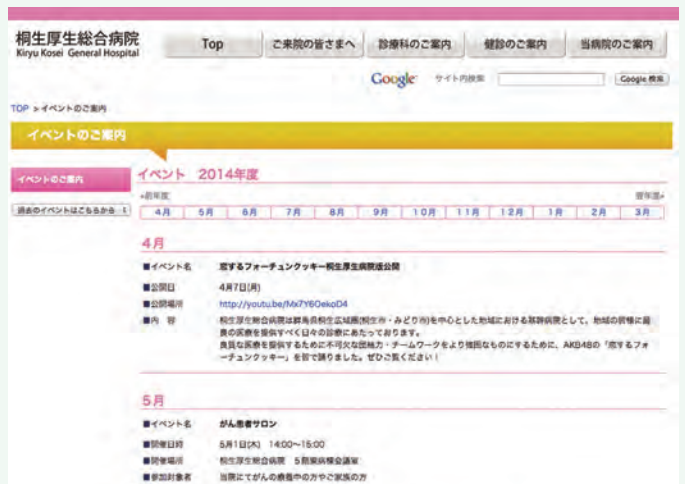 桐生厚生総合病院
Kiryu Kosei General Hospital
Top
ご来院の皆さまへ
診療科のご案内
健診のご案内
当病院のご案内
Google サイト内検索
Google 検索
TOP > イベントのご案内
イベントのご案内
イベントのご案内
過去のイベントはこちらから
イベント 2014年度
«前年度
翌年度»
4月 5月 6月 7月 8月 9月 10月 11月 12月 1月 2月 3月
4月
■イベント名 恋するフォーチュンクッキー桐生厚生病院版公開
■公開日 4月7日(月)
■公開場所 http://youtu.be/Mx7Y6OekoD4
■内 容 桐生厚生総合病院は群馬県桐生広域圏(桐生市・みどり市)を中心とした地域における基幹病院として、地域の皆様に最
良の医療を提供すべく日々の診療にあたっております。
良質な医療を提供するために不可欠な団結力・チームワークをより強固なものにするために、AKB48の「恋するフォ
ーチュンクッキー」を皆で踊りました。ぜひご覧ください！
5月
■イベント名 がん患者サロン
■開催日時 5月1日(木) 14:00~15:00
■開催場所 桐生厚生総合病院 5階東病棟会議室
■参加対象者 当院にてがんの療養中の方やご家族の方